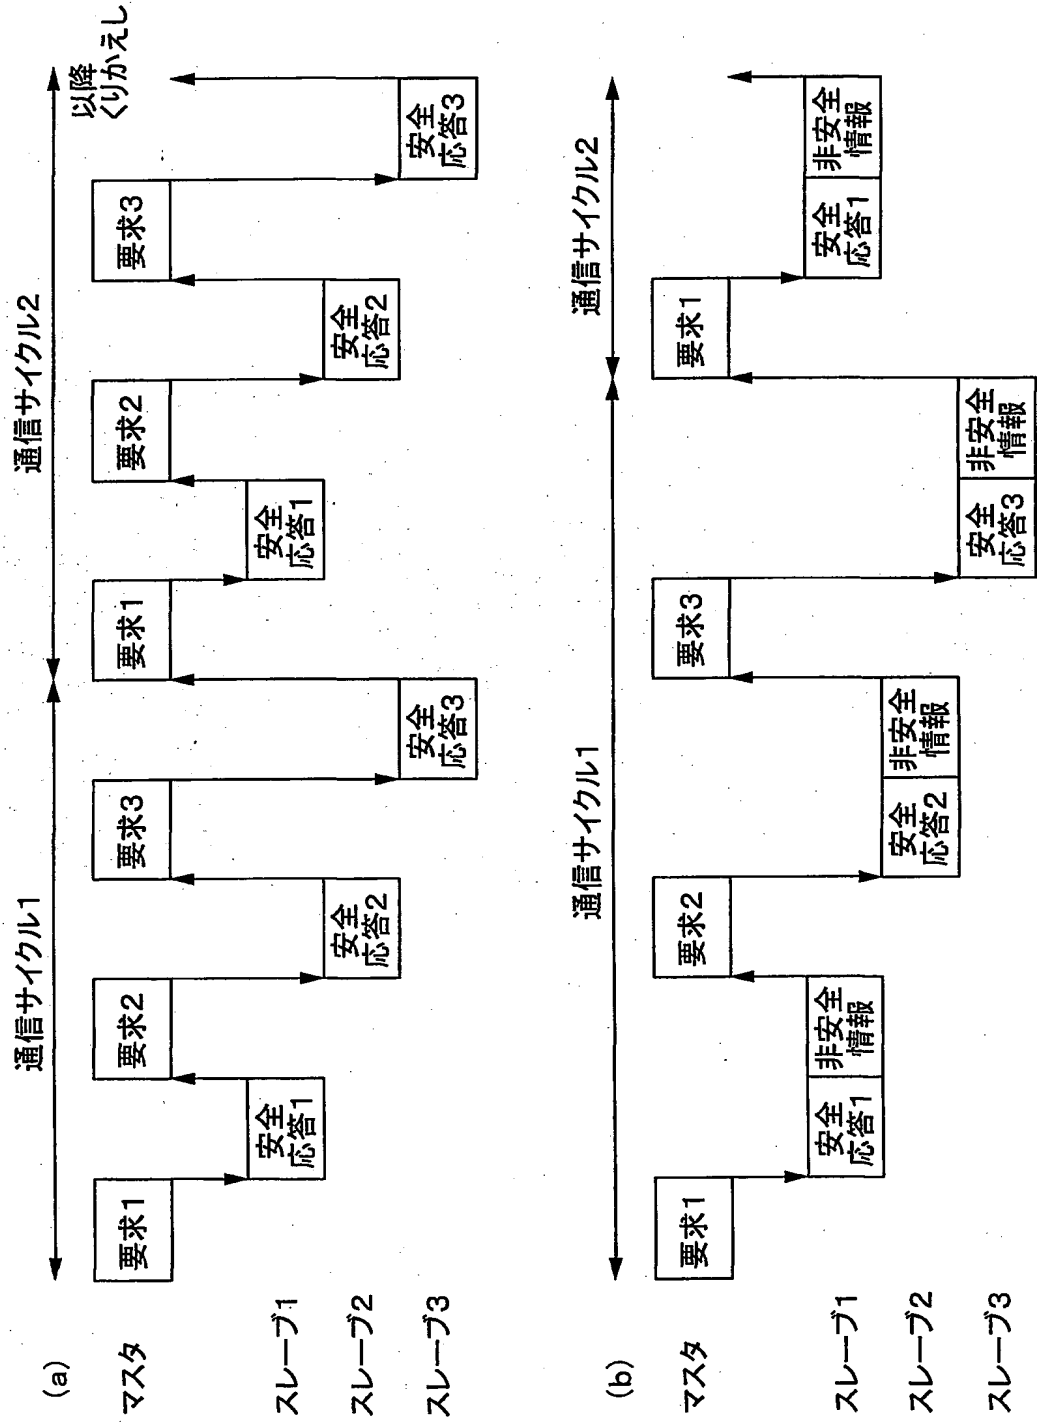 (a)
通信サイクル1
通信サイクル2
以降
くりかえし
マスタ
要求1
要求2
要求3
要求1
要求2
要求3
スレーブ1
安全
応答1
安全
応答1
スレーブ2
安全
応答2
安全
応答2
スレーブ3
安全
応答3
安全
応答3
(b)
通信サイクル1
通信サイクル2
マスタ
要求1
要求2
要求3
要求1
スレーブ1
安全
応答1
非安全
情報
安全
応答1
非安全
情報
スレーブ2
安全
応答2
非安全
情報
スレーブ3
安全
応答3
非安全
情報